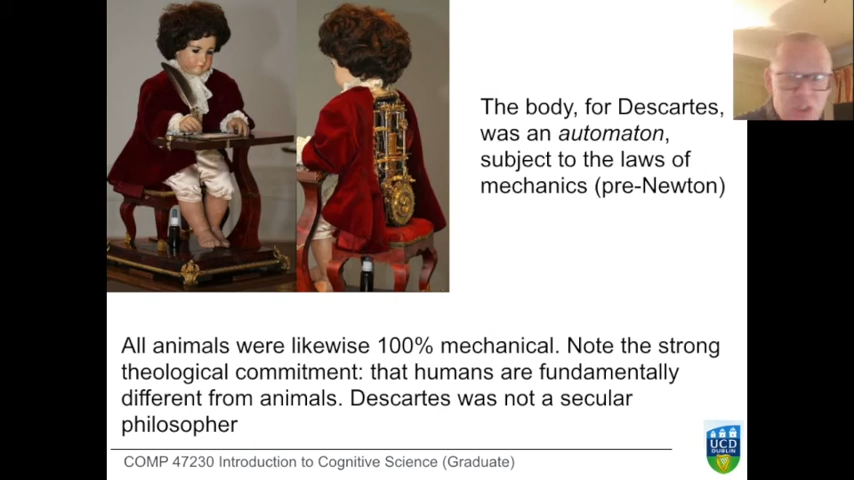 The body, for Descartes,
was an automaton,
subject to the laws of
mechanics (pre-Newton)
All animals were likewise 100% mechanical. Note the strong
theological commitment: that humans are fundamentally
different from animals. Descartes was not a secular
philosopher
COMP 47230 Introduction to Cognitive Science (Graduate)
UCD
DUBLIN